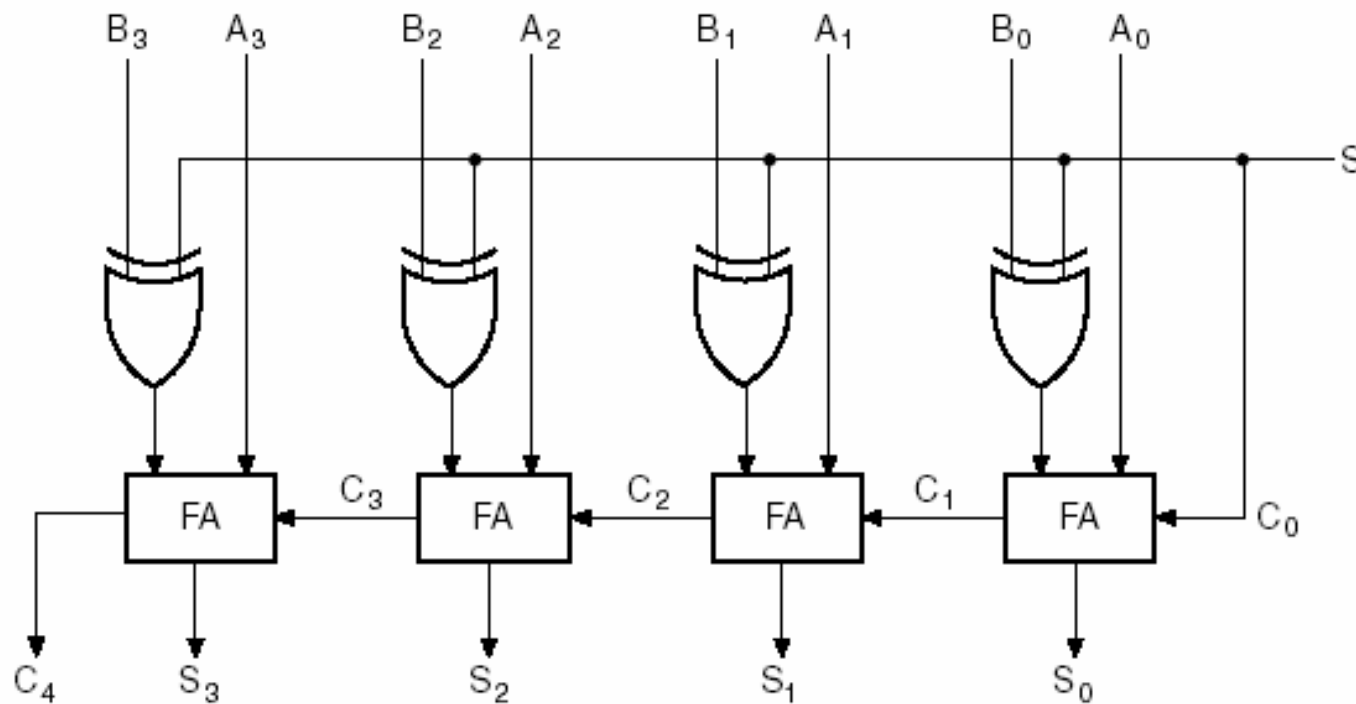 B₃ A₃ B₂ A₂ B₁ A₁ B₀ A₀
S
C₃ C₂ C₁
FA FA FA FA C₀
C₄ S₃ S₂ S₁ S₀